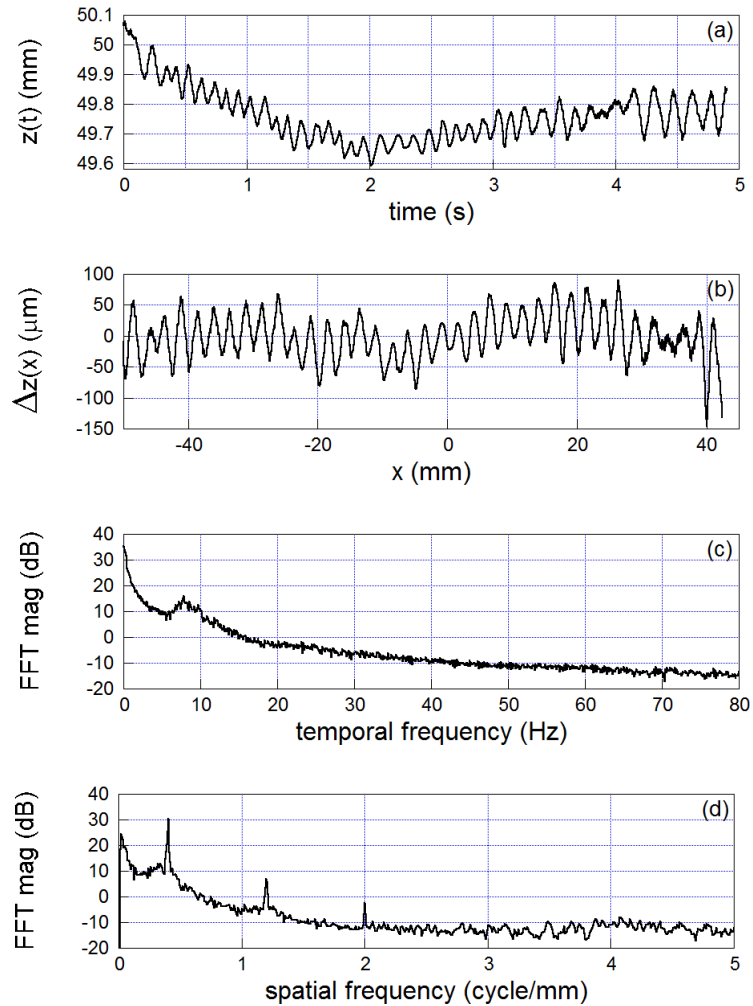 (a)
z(t) (mm)
50.1
50
49.9
49.8
49.7
49.6
0 1 2 3 4 5
time (s)
(b)
Δz(x) (μm)
100
50
0
-50
-100
-150
-40 -20 0 20 40
x (mm)
(c)
FFT mag (dB)
40
30
20
10
0
-10
-20
0 10 20 30 40 50 60 70 80
temporal frequency (Hz)
(d)
FFT mag (dB)
40
30
20
10
0
-10
-20
0 1 2 3 4 5
spatial frequency (cycle/mm)